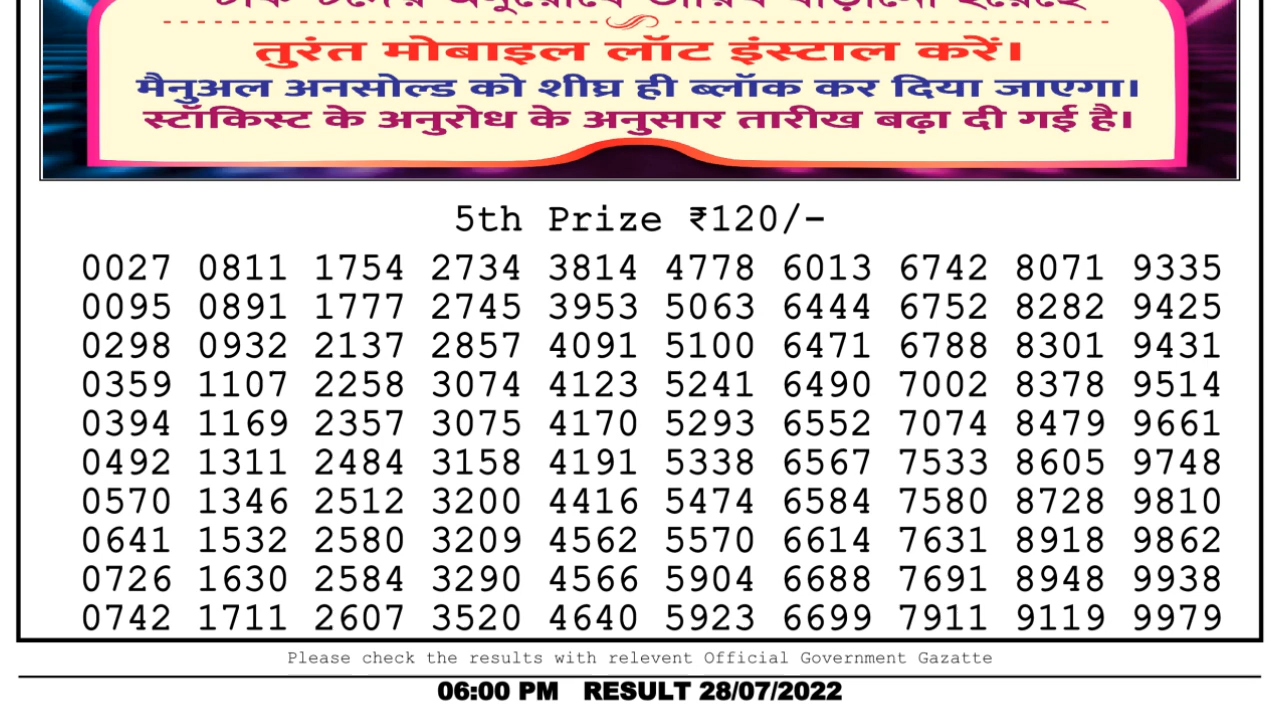 তারিখ বাড়ানো হয়েছে
तुरंत मोबाइल लॉट इंस्टाल करें।
मैनुअल अनसोल्ड को शीघ्र ही ब्लॉक कर दिया जाएगा।
स्टॉकिस्ट के अनुरोध के अनुसार तारीख बढ़ा दी गई है।
5th Prize ₹120/-
0027 0811 1754 2734 3814 4778 6013 6742 8071 9335
0095 0891 1777 2745 3953 5063 6444 6752 8282 9425
0298 0932 2137 2857 4091 5100 6471 6788 8301 9431
0359 1107 2258 3074 4123 5241 6490 7002 8378 9514
0394 1169 2357 3075 4170 5293 6552 7074 8479 9661
0492 1311 2484 3158 4191 5338 6567 7533 8605 9748
0570 1346 2512 3200 4416 5474 6584 7580 8728 9810
0641 1532 2580 3209 4562 5570 6614 7631 8918 9862
0726 1630 2584 3290 4566 5904 6688 7691 8948 9938
0742 1711 2607 3520 4640 5923 6699 7911 9119 9979
Please check the results with relevent Official Government Gazatte
06:00 PM RESULT 28/07/2022